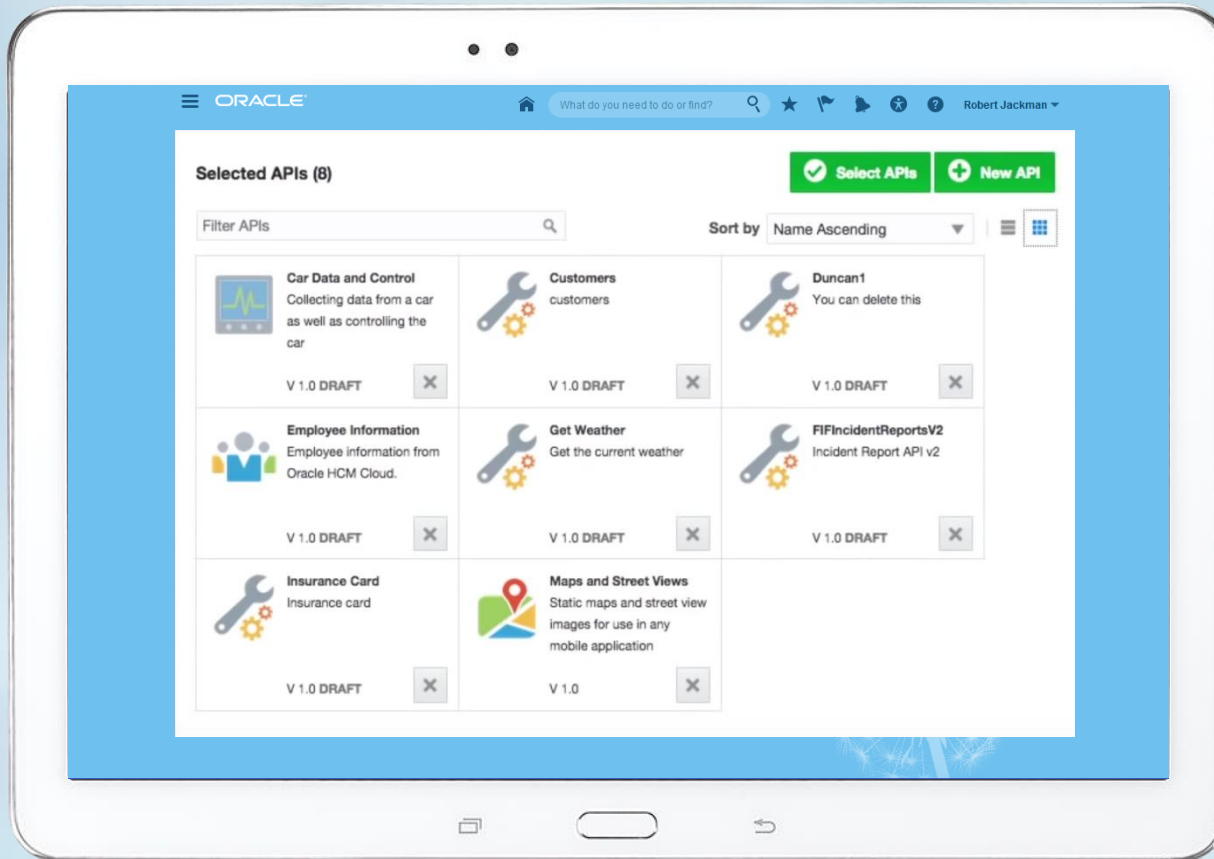 ORACLE
What do you need to do or find?
Robert Jackman
Selected APIs (8)
Select APIs
New API
Filter APIs
Sort by
Name Ascending
Car Data and Control
Collecting data from a car
as well as controlling the
car
V 1.0 DRAFT
Customers
customers
V 1.0 DRAFT
Duncan1
You can delete this
V 1.0 DRAFT
Employee Information
Employee information from
Oracle HCM Cloud.
V 1.0 DRAFT
Get Weather
Get the current weather
V 1.0 DRAFT
FIFIncidentReportsV2
Incident Report API v2
V 1.0 DRAFT
Insurance Card
Insurance card
V 1.0 DRAFT
Maps and Street Views
Static maps and street view
images for use in any
mobile application
V 1.0